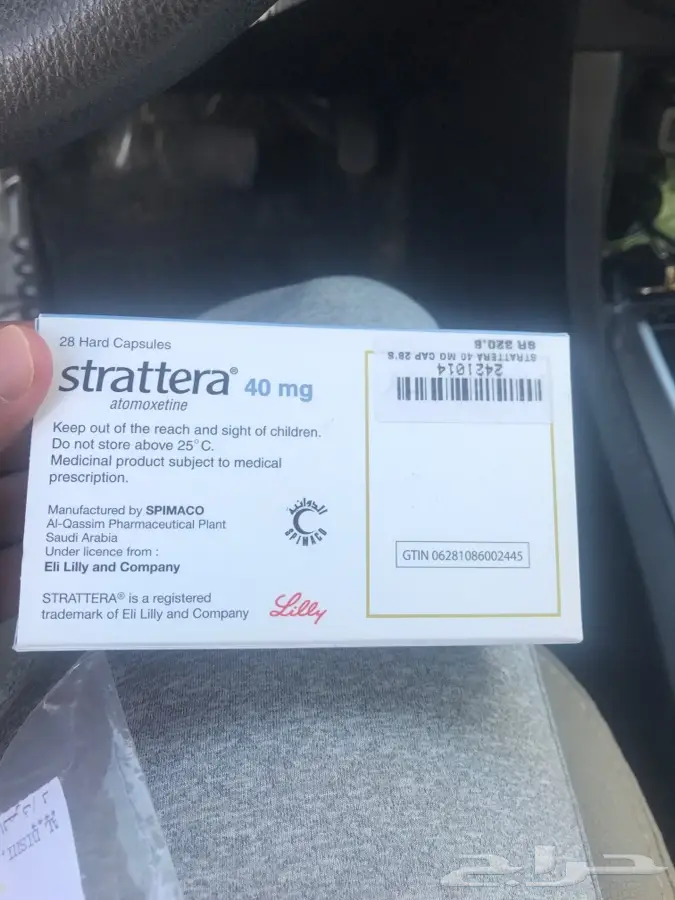 28 Hard Capsules
strattera® 40 mg
atomoxetine
Keep out of the reach and sight of children.
Do not store above 25°C.
Medicinal product subject to medical
prescription.
Manufactured by SPIMACO
Al-Qassim Pharmaceutical Plant
Saudi Arabia
Under licence from :
Eli Lilly and Company
STRATTERA® is a registered
trademark of Eli Lilly and Company
الدوائية
SPIMACO
Lilly
2421014
STRATTERA 40 MG CAP 28'S
SR 320.8
GTIN 06281086002445
حراج